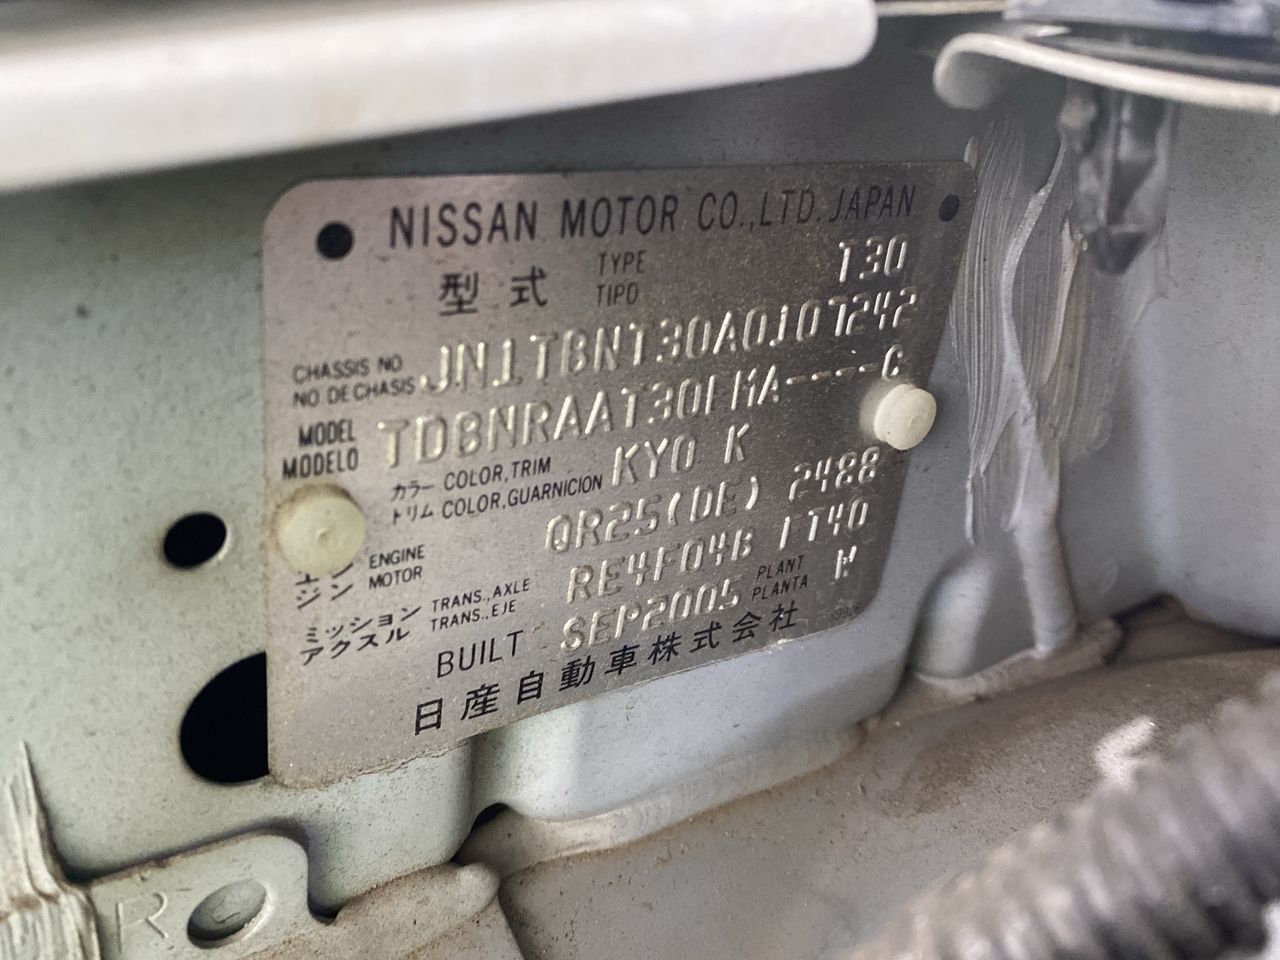 NISSAN MOTOR CO.,LTD. JAPAN
型式 TYPE TIPO T30
CHASSIS NO
NO DE CHASIS JN1TBNT30A0107242
MODEL
MODELO TDBNRAAT30EMA----C
カラー COLOR,TRIM
トリム COLOR,GUARNICION KY0 K
エンジン ENGINE MOTOR QR25(DE) 2488
ミッション TRANS.,AXLE
アクスル TRANS.,EJE RE4F04B IT40
BUILT SEP2005 PLANT PLANTA
日産自動車株式会社
R